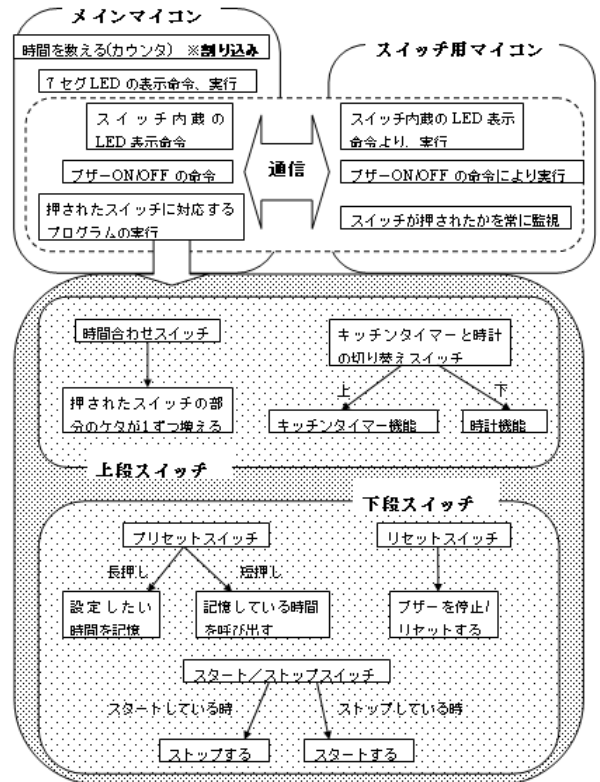 メインマイコン
時間を数える(カウンタ) ※割り込み
7セグLEDの表示命令、実行
スイッチ内蔵の
LED表示命令
ブザーON/OFFの命令
押されたスイッチに対応する
プログラムの実行
通信
スイッチ用マイコン
スイッチ内蔵のLED表示
命令より、実行
ブザーON/OFFの命令により実行
スイッチが押されたかを常に監視
時間合わせスイッチ
押されたスイッチの部
分のケタが1ずつ増える
キッチンタイマーと時計
の切り替えスイッチ
上
下
キッチンタイマー機能
時計機能
上段スイッチ
下段スイッチ
プリセットスイッチ
長押し
短押し
設定したい
時間を記憶
記憶している時間
を呼び出す
リセットスイッチ
ブザーを停止/
リセットする
スタート/ストップスイッチ
スタートしている時
ストップしている時
ストップする
スタートする